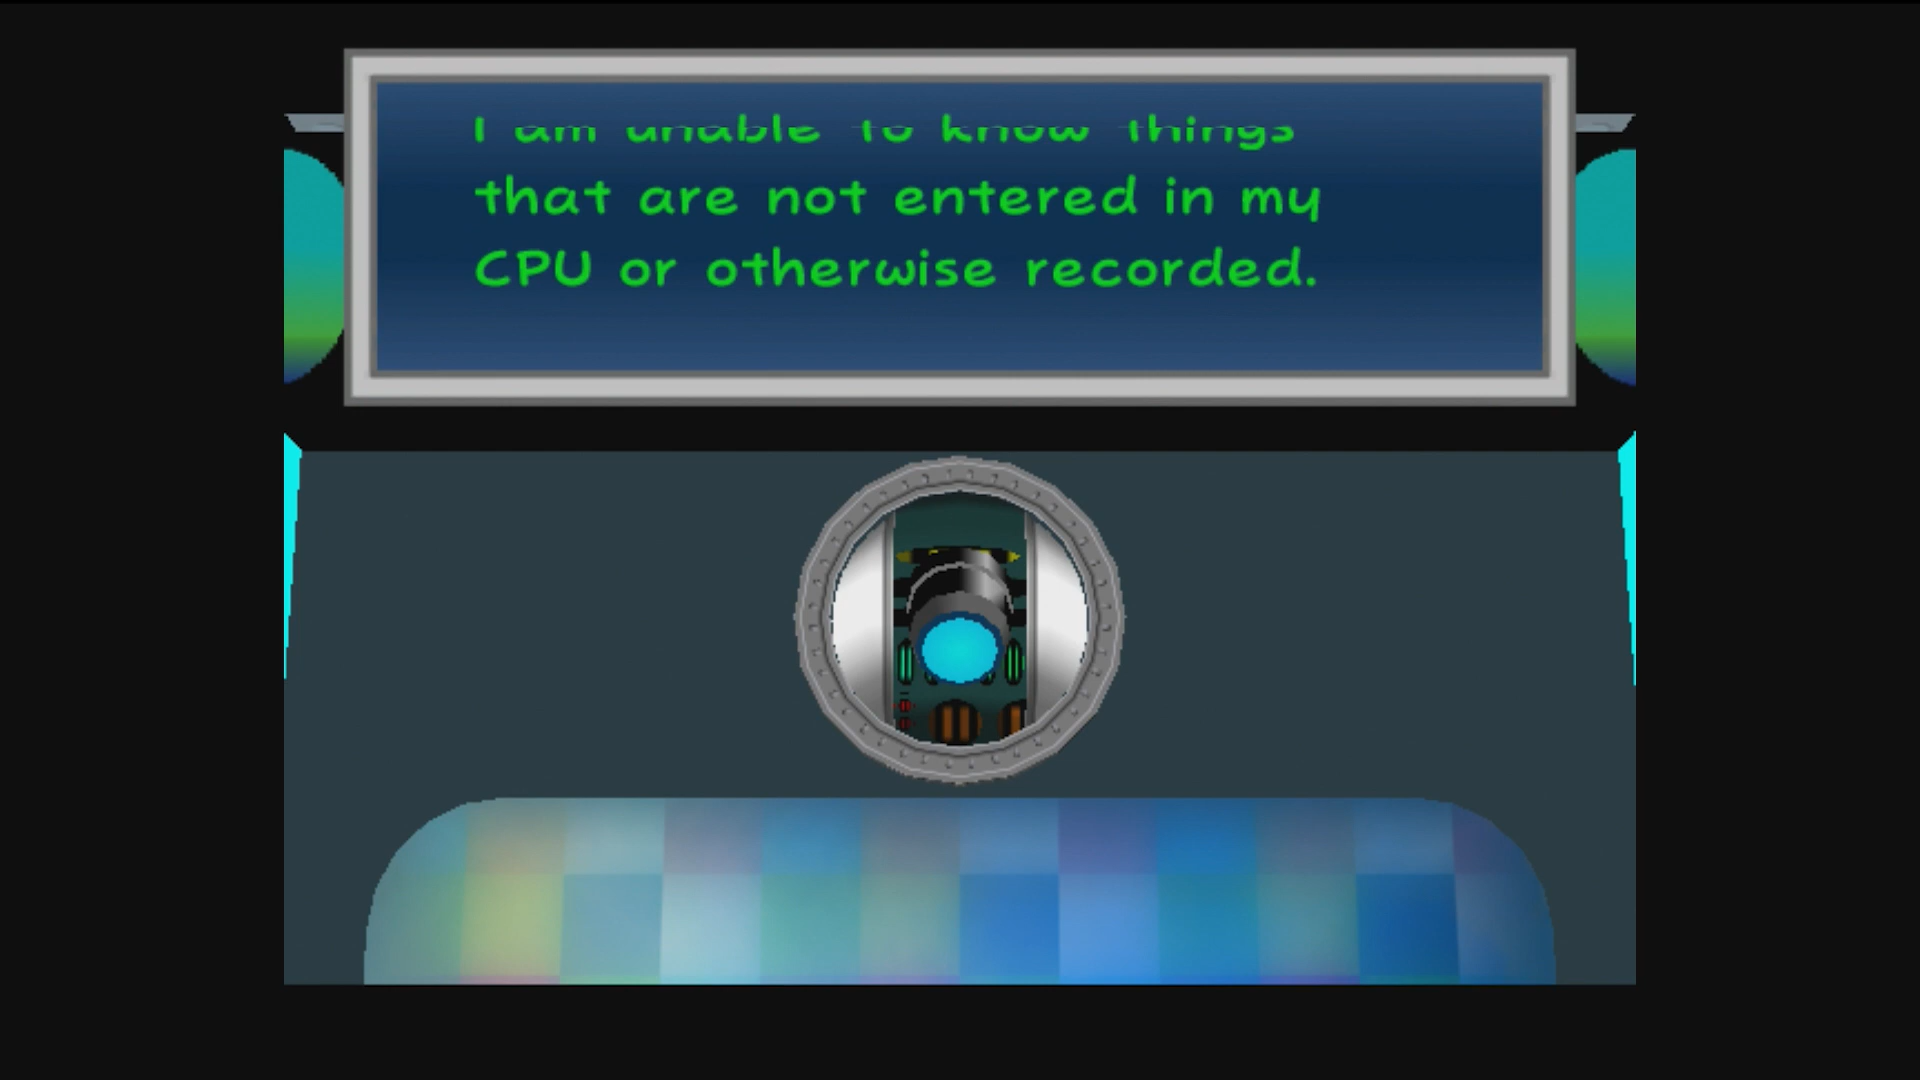 I am unable to know things
that are not entered in my
CPU or otherwise recorded.